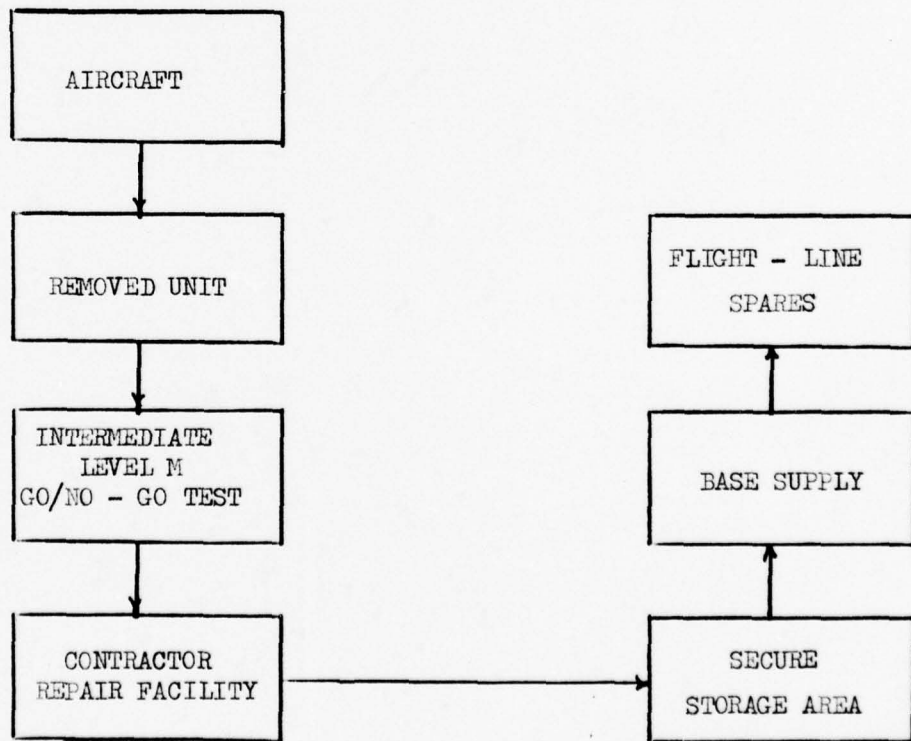 AIRCRAFT
REMOVED UNIT
INTERMEDIATE
LEVEL M
GO/NO - GO TEST
CONTRACTOR
REPAIR FACILITY
FLIGHT - LINE
SPARES
BASE SUPPLY
SECURE
STORAGE AREA